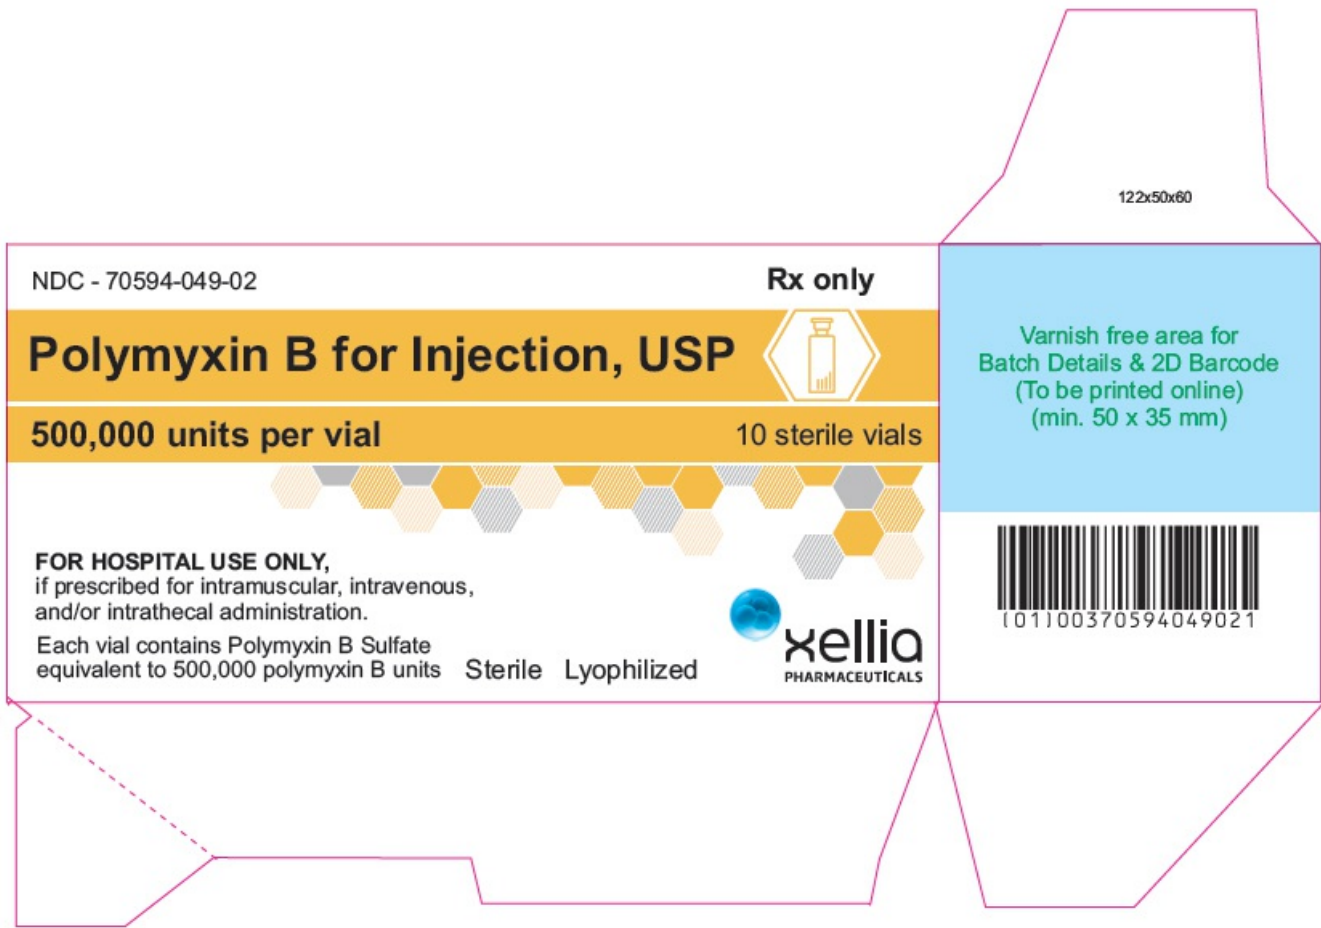 122x50x60
NDC - 70594-049-02
Rx only
Polymyxin B for Injection, USP
500,000 units per vial
10 sterile vials
FOR HOSPITAL USE ONLY,
if prescribed for intramuscular, intravenous,
and/or intrathecal administration.
Each vial contains Polymyxin B Sulfate
equivalent to 500,000 polymyxin B units
Sterile Lyophilized
xellia
PHARMACEUTICALS
Varnish free area for
Batch Details & 2D Barcode
(To be printed online)
(min. 50 x 35 mm)
(01)00370594049021